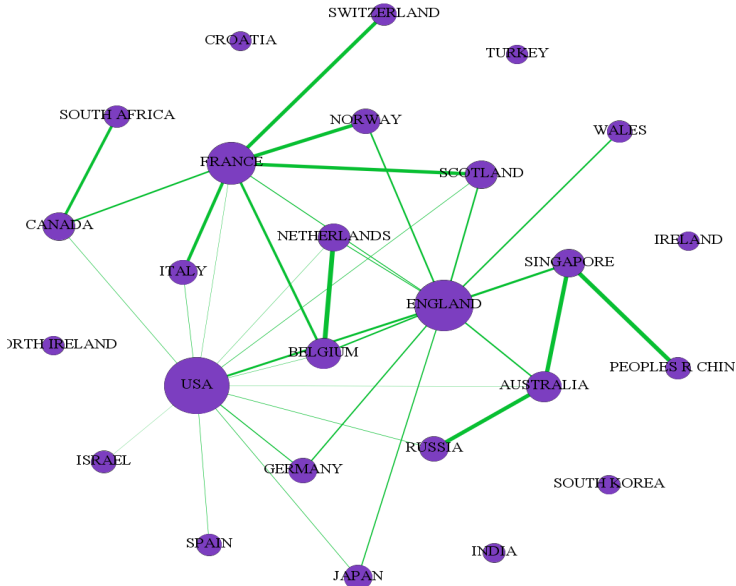 SWITZERLAND
CROATIA
TURKEY
SOUTH AFRICA
NORWAY
WALES
FRANCE
SCOTLAND
CANADA
NETHERLANDS
IRELAND
SINGAPORE
ITALY
ENGLAND
ORTH IRELAND
BELGIUM
PEOPLES R CHIN
USA
AUSTRALIA
RUSSIA
ISRAEL
GERMANY
SOUTH KOREA
SPAIN
INDIA
JAPAN